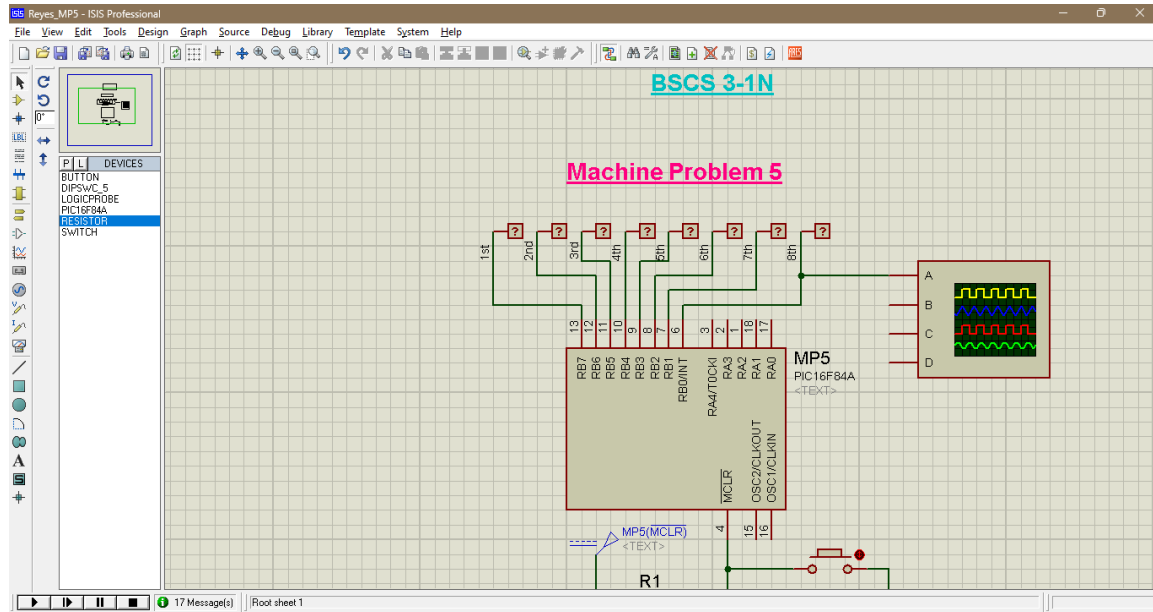 isis Reyes_MP5 - ISIS Professional
File View Edit Tools Design Graph Source Debug Library Template System Help
0°
LBL
P L DEVICES
BUTTON
DIPSWC_5
LOGICPROBE
PIC16F84A
RESISTOR
SWITCH
BSCS 3-1N
Machine Problem 5
? ? ? ? ? ? ? ?
1st 2nd 3rd 4th 5th 6th 7th 8th
A
B
C
D
13 12 11 10 9 8 7 6 3 2 1 18 17
RB7 RB6 RB5 RB4 RB3 RB2 RB1 RB0/INT RA4/T0CKI RA3 RA2 RA1 RA0
MP5
PIC16F84A
<TEXT>
MCLR OSC2/CLKOUT OSC1/CLKIN
4 15 16
MP5(MCLR)
<TEXT>
R1
17 Message(s) Root sheet 1